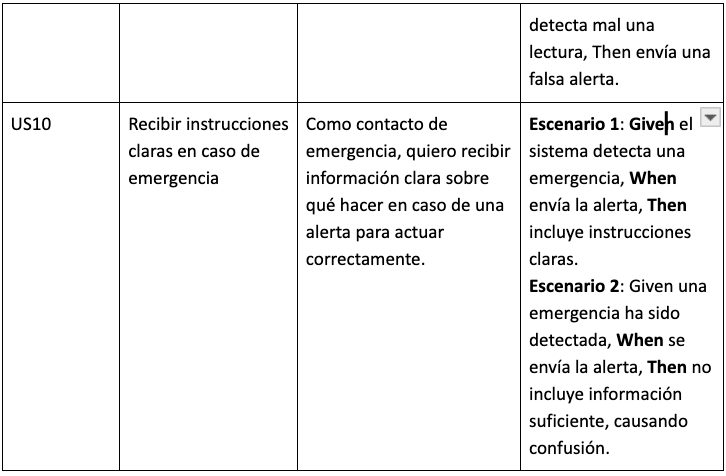 detecta mal una
lectura, Then envía una
falsa alerta.
US10
Recibir instrucciones
claras en caso de
emergencia
Como contacto de
emergencia, quiero recibir
información clara sobre
qué hacer en caso de una
alerta para actuar
correctamente.
Escenario 1: Given el
sistema detecta una
emergencia, When
envía la alerta, Then
incluye instrucciones
claras.
Escenario 2: Given una
emergencia ha sido
detectada, When se
envía la alerta, Then no
incluye información
suficiente, causando
confusión.